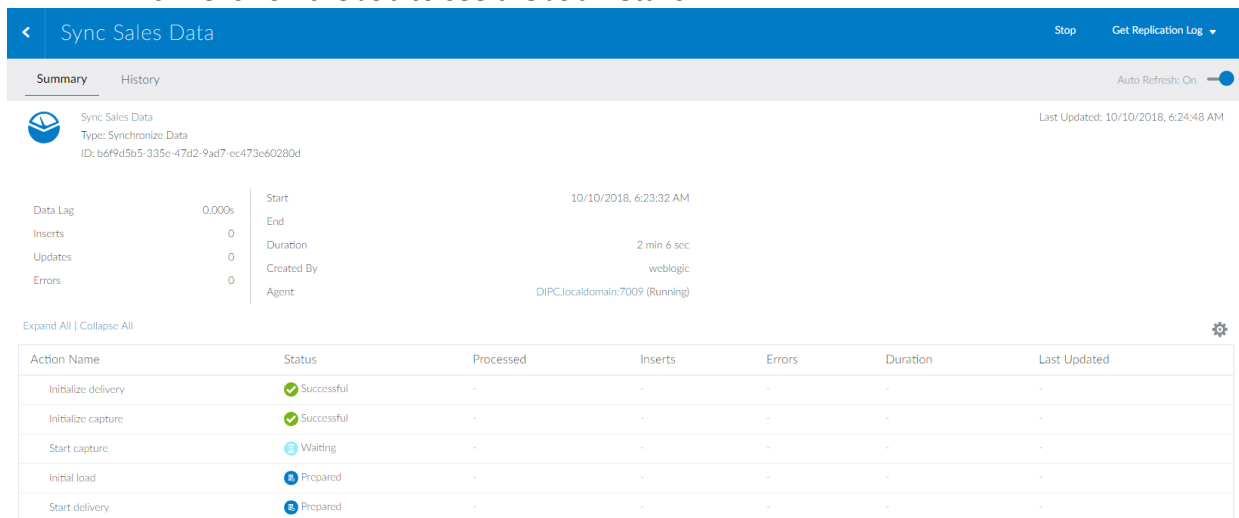 Sync Sales Data
Stop
Get Replication Log
Summary
History
Auto Refresh: On
Sync Sales Data
Last Updated: 10/10/2018, 6:24:48 AM
Type: Synchronize Data
ID: b6f9d5b5-335e-47d2-9ad7-ec473e60280d
Data Lag 0.000s
Inserts 0
Updates 0
Errors 0
Start 10/10/2018, 6:23:32 AM
End
Duration 2 min 6 sec
Created By weblogic
Agent DIPC.localdomain:7009 (Running)
Expand All | Collapse All
Action Name Status Processed Inserts Errors Duration Last Updated
Initialize delivery Successful - - - - -
Initialize capture Successful - - - - -
Start capture Waiting - - - - -
Initial load Prepared - - - - -
Start delivery Prepared - - - - -